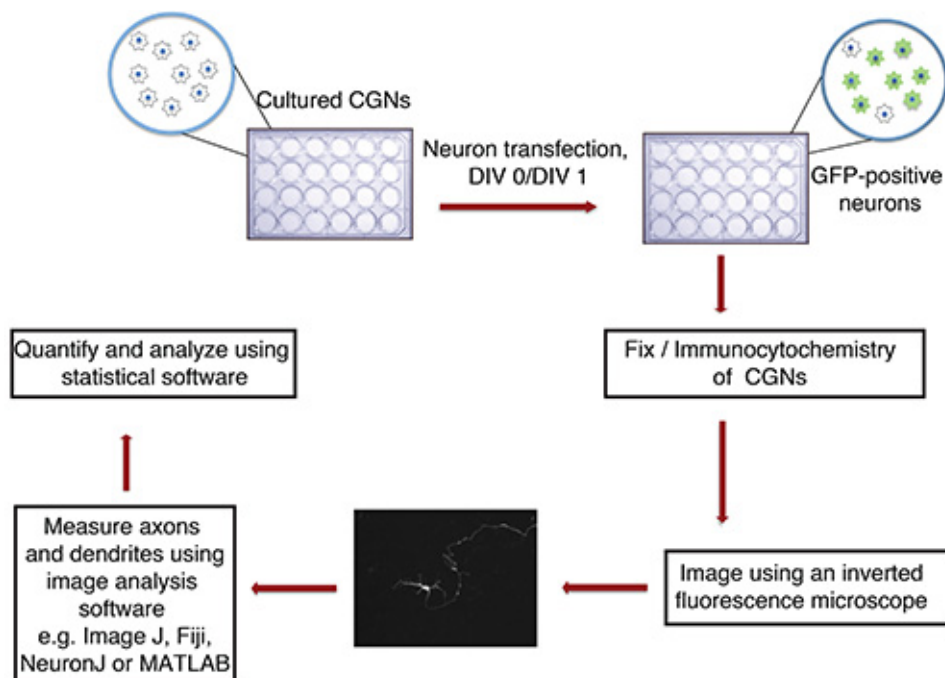 Cultured CGNs
Neuron transfection,
DIV 0/DIV 1
GFP-positive
neurons
Fix / Immunocytochemistry
of CGNs
Image using an inverted
fluorescence microscope
Measure axons
and dendrites using
image analysis
software
e.g. Image J, Fiji,
NeuronJ or MATLAB
Quantify and analyze using
statistical software